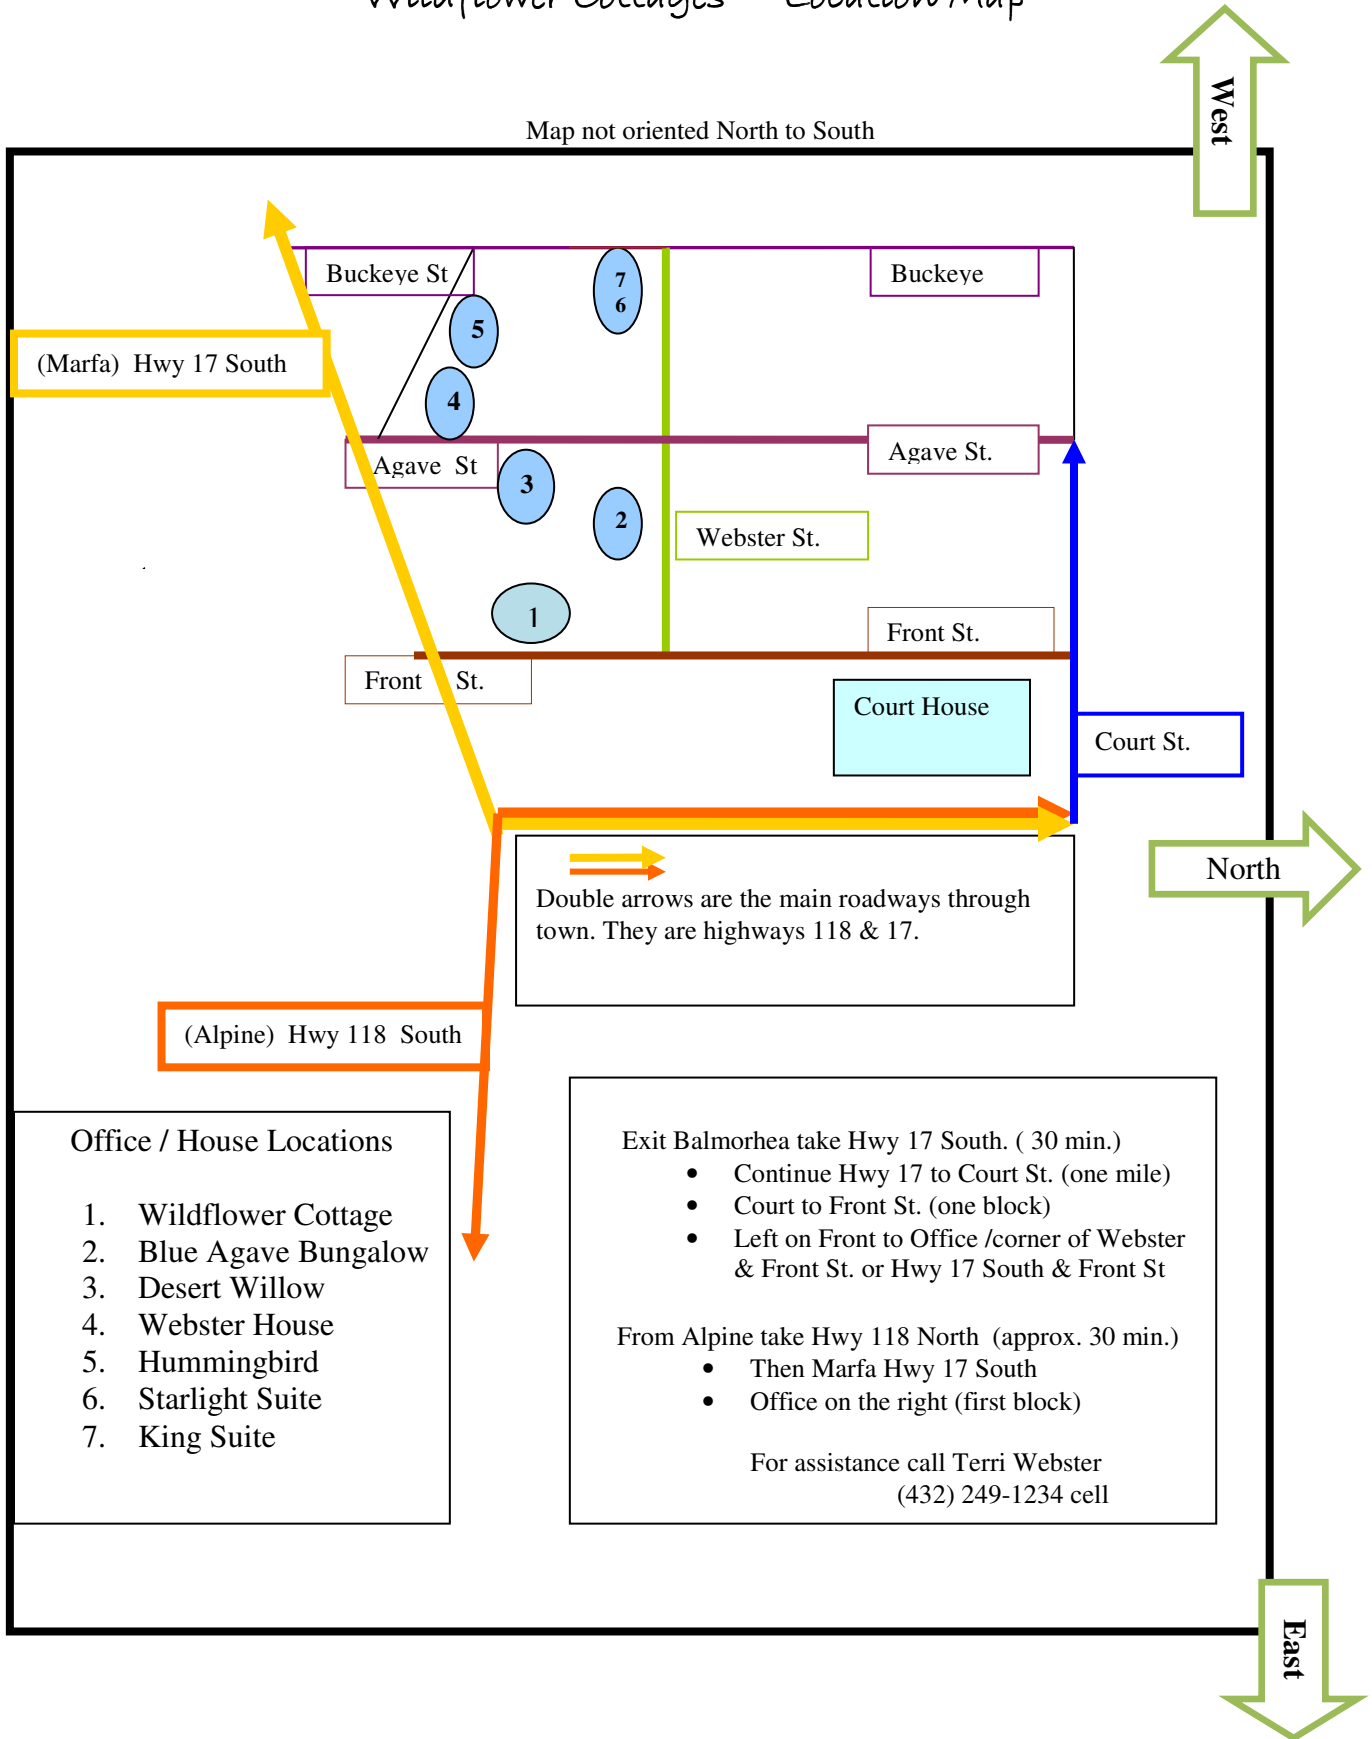 Wildflower Cottages Location Map
West
Map not oriented North to South
Buckeye St
Buckeye
7
6
5
(Marfa) Hwy 17 South
4
Agave St
Agave St.
3
2
Webster St.
1
Front St.
Front St.
Court House
Court St.
North
Double arrows are the main roadways through
town. They are highways 118 & 17.
(Alpine) Hwy 118 South
Office / House Locations
1. Wildflower Cottage
2. Blue Agave Bungalow
3. Desert Willow
4. Webster House
5. Hummingbird
6. Starlight Suite
7. King Suite
Exit Balmorhea take Hwy 17 South. ( 30 min.)
• Continue Hwy 17 to Court St. (one mile)
• Court to Front St. (one block)
• Left on Front to Office /corner of Webster
& Front St. or Hwy 17 South & Front St
From Alpine take Hwy 118 North (approx. 30 min.)
• Then Marfa Hwy 17 South
• Office on the right (first block)
For assistance call Terri Webster
(432) 249-1234 cell
East